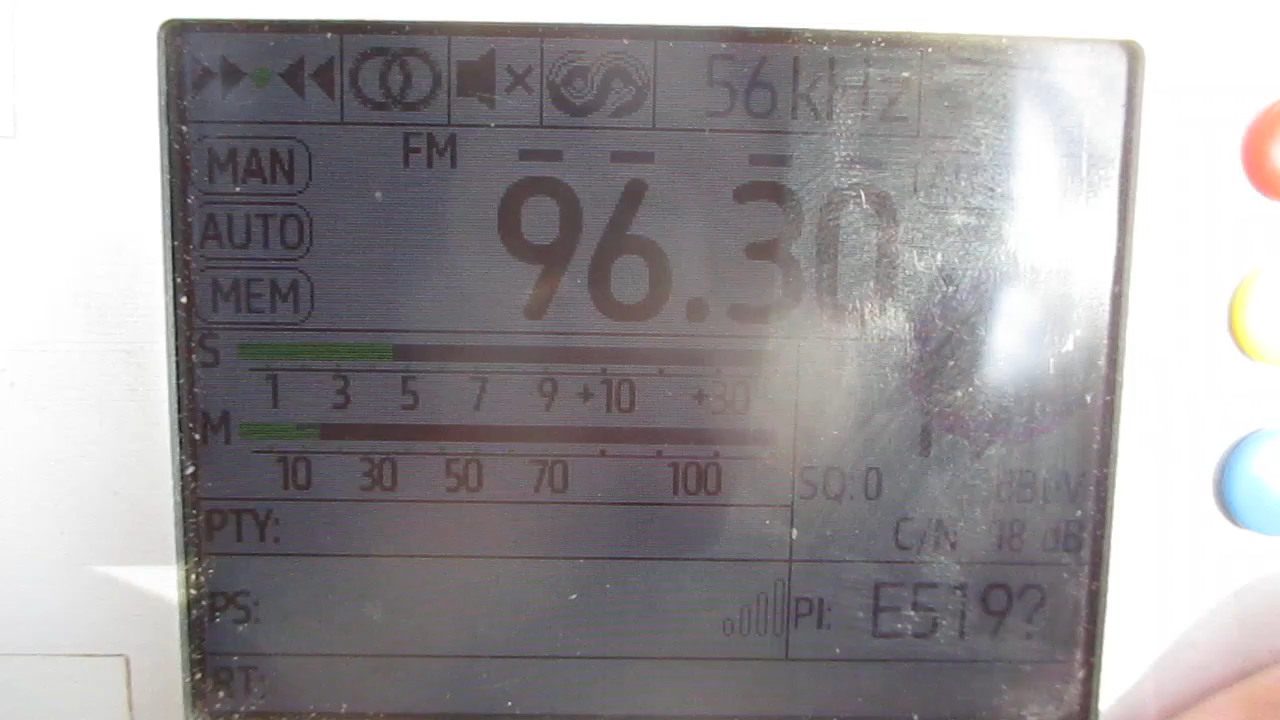 56kHz
MAN
FM
96.30
AUTO
MEM
S
1 3 5 7 9 +10 +30
M
10 30 50 70 100
SQ:0 dBµV
C/N 18 dB
PTY:
PS:
PI: E519?
RT: